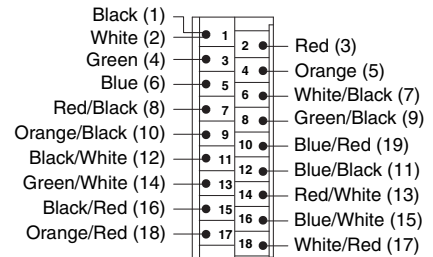 Black (1)
White (2)
1
2
Red (3)
Green (4)
3
4
Orange (5)
Blue (6)
5
6
White/Black (7)
Red/Black (8)
7
8
Green/Black (9)
Orange/Black (10)
9
10
Blue/Red (19)
Black/White (12)
11
12
Blue/Black (11)
Green/White (14)
13
14
Red/White (13)
Black/Red (16)
15
16
Blue/White (15)
Orange/Red (18)
17
18
White/Red (17)